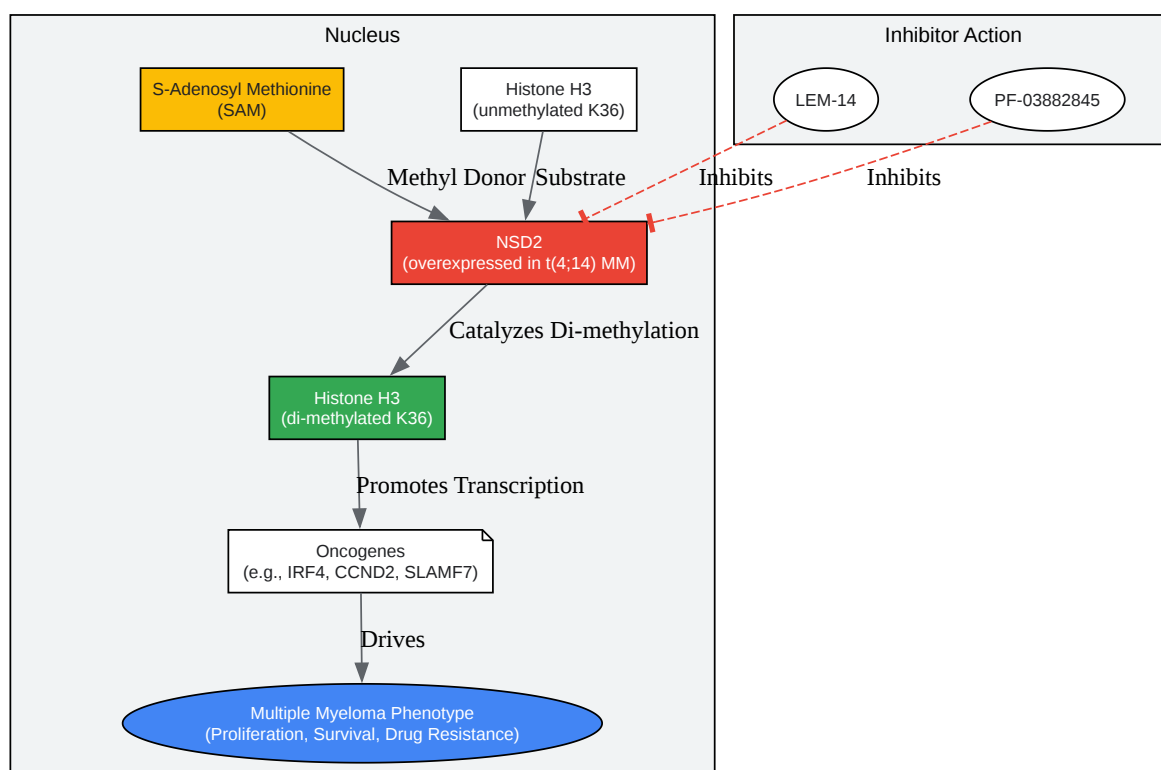 Nucleus
Inhibitor Action
S-Adenosyl Methionine
(SAM)
Histone H3
(unmethylated K36)
LEM-14
PF-03882845
Methyl Donor
Substrate
Inhibits
Inhibits
NSD2
(overexpressed in t(4;14) MM)
Catalyzes Di-methylation
Histone H3
(di-methylated K36)
Promotes Transcription
Oncogenes
(e.g., IRF4, CCND2, SLAMF7)
Drives
Multiple Myeloma Phenotype
(Proliferation, Survival, Drug Resistance)